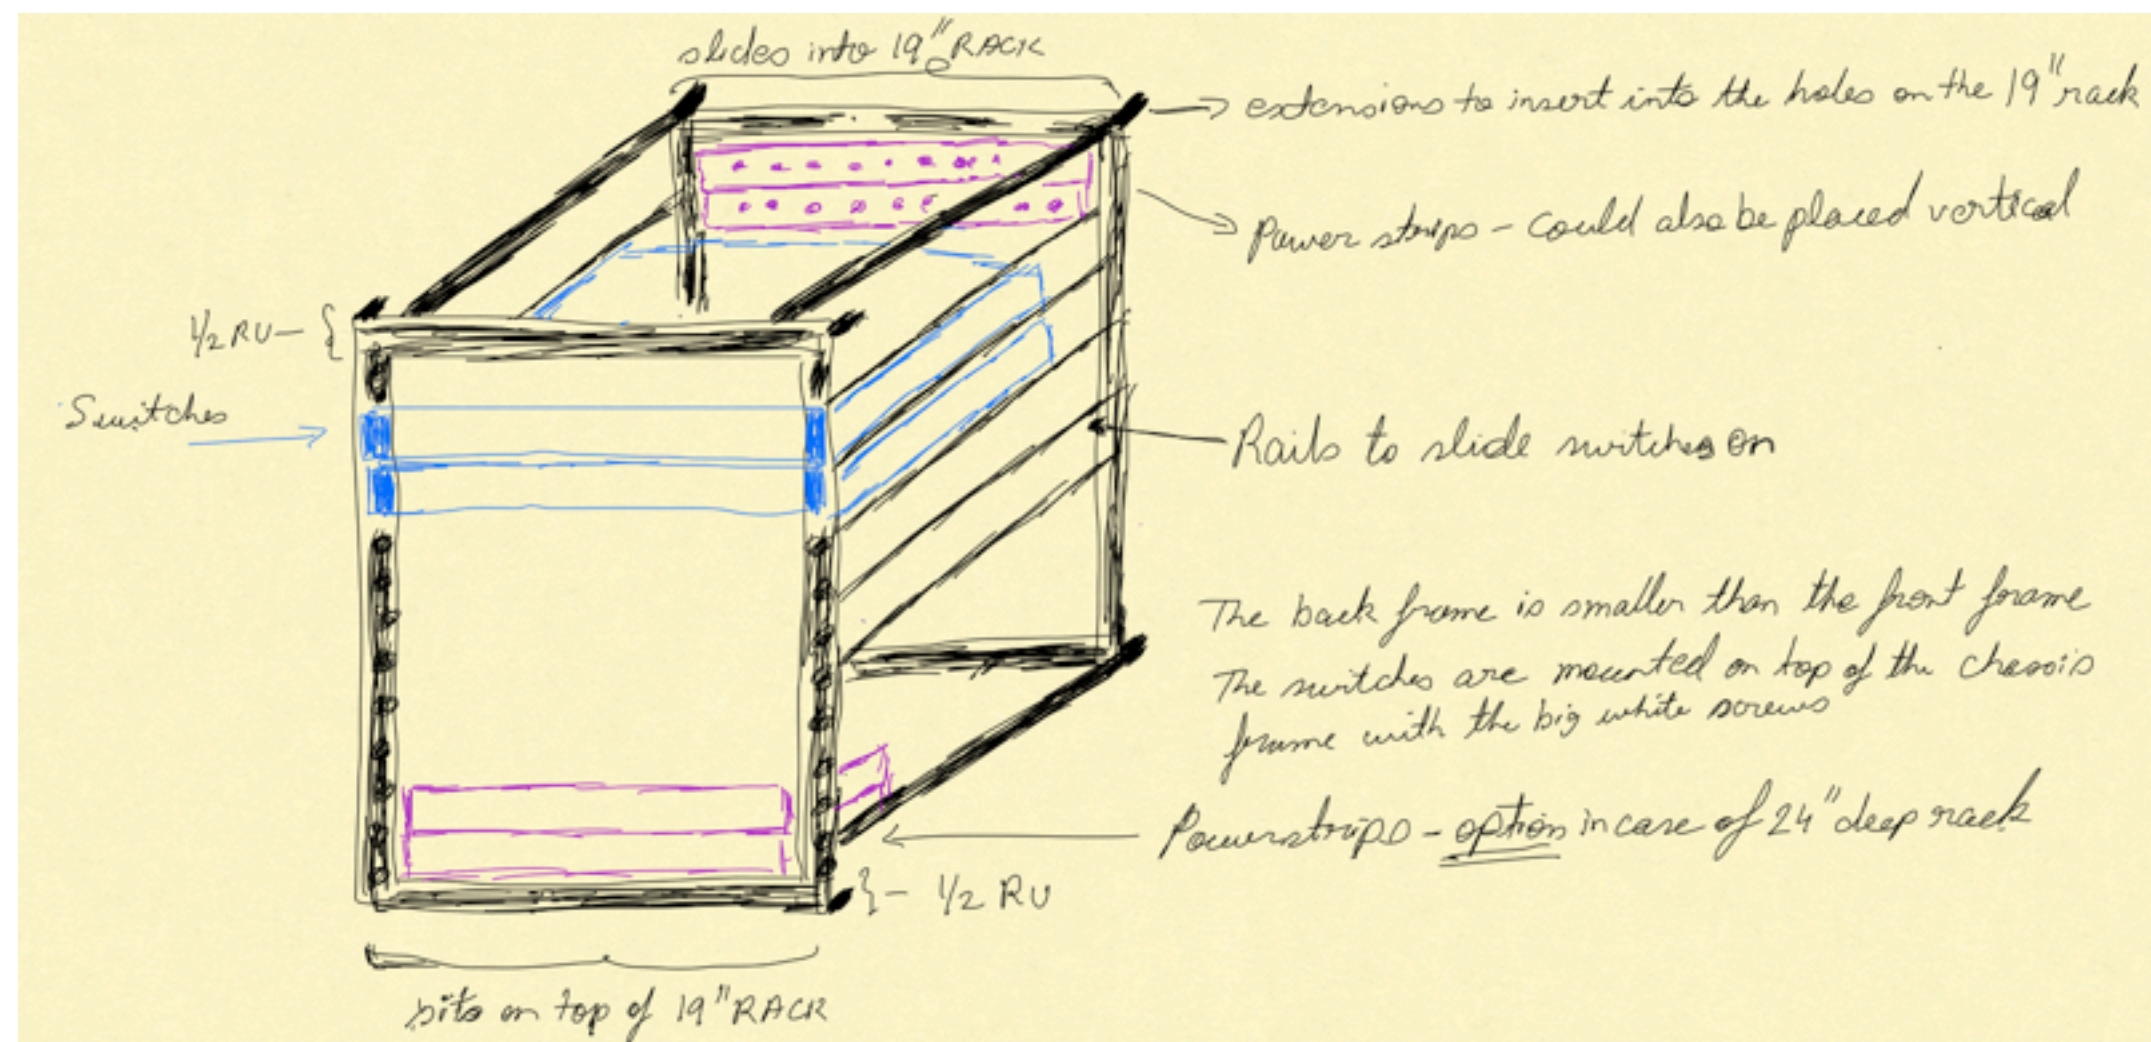 slides into 19" RACK
→ extensions to insert into the holes on the 19" rack
Power strips - could also be placed vertical
1/2 RU
Switches
Rails to slide switches on
The back frame is smaller than the front frame
The switches are mounted on top of the chassis
frame with the big white screws
Powerstrips - option in case of 24" deep rack
1/2 RU
sits on top of 19" RACK